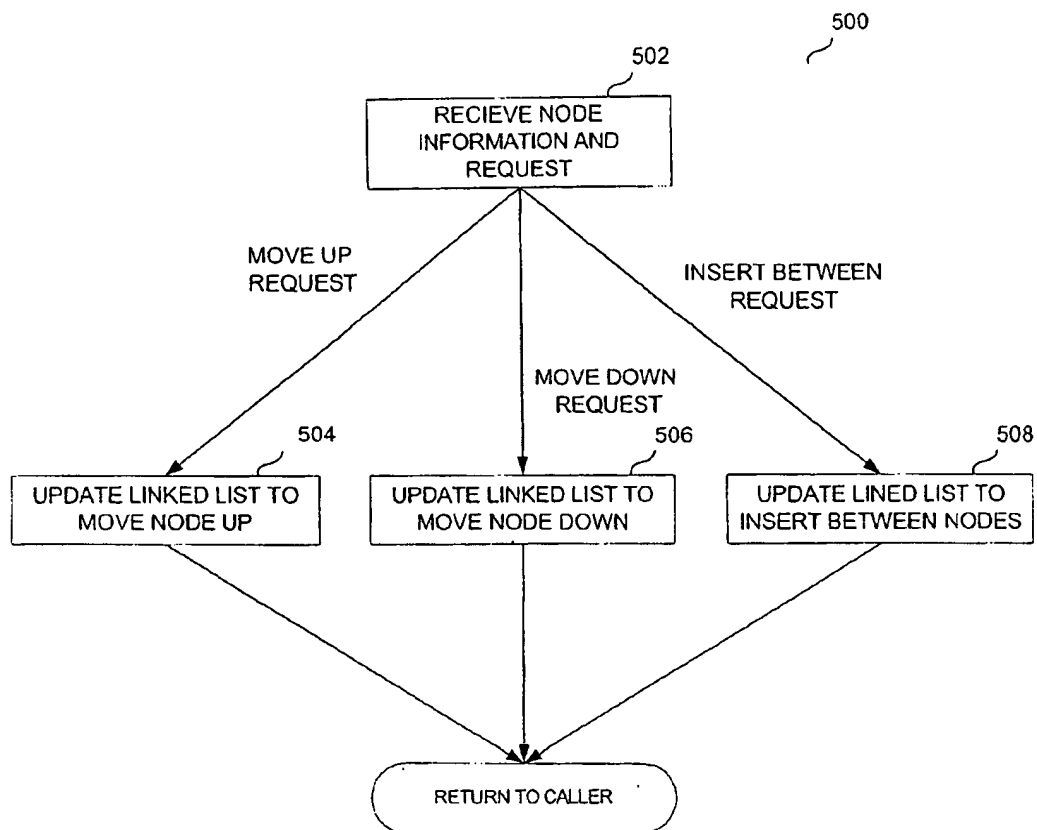 500
502
RECIEVE NODE
INFORMATION AND
REQUEST
MOVE UP
REQUEST
INSERT BETWEEN
REQUEST
MOVE DOWN
REQUEST
504
506
508
UPDATE LINKED LIST TO
MOVE NODE UP
UPDATE LINKED LIST TO
MOVE NODE DOWN
UPDATE LINED LIST TO
INSERT BETWEEN NODES
RETURN TO CALLER